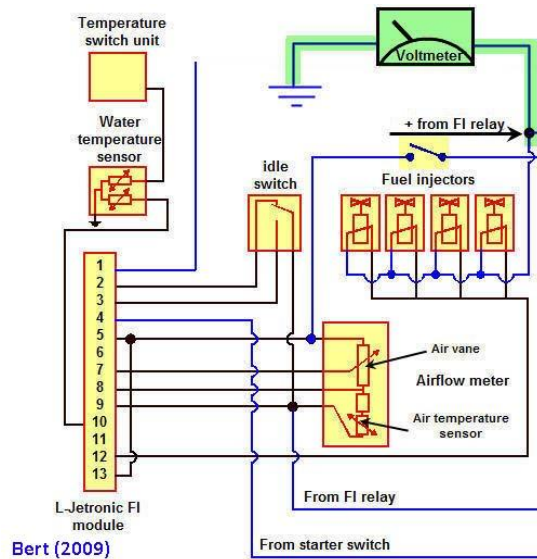 Temperature
switch unit
Voltmeter
Water
temperature
sensor
+ from FI relay
idle
switch
Fuel injectors
1
2
3
4
5
6
7
8
9
10
11
12
13
Air vane
Airflow meter
Air temperature
sensor
L-Jetronic FI
module
From FI relay
From starter switch
Bert (2009)